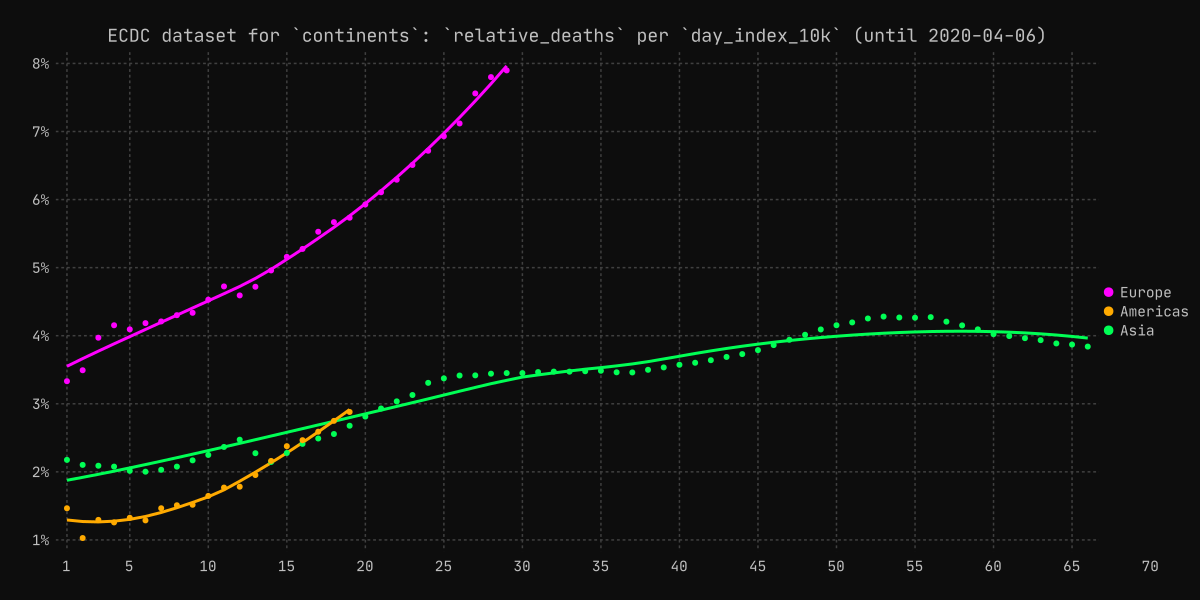 ECDC dataset for `continents`: `relative_deaths` per `day_index_10k` (until 2020-04-06)
8%
7%
6%
5%
4%
3%
2%
1%
Europe
Americas
Asia
1 5 10 15 20 25 30 35 40 45 50 55 60 65 70